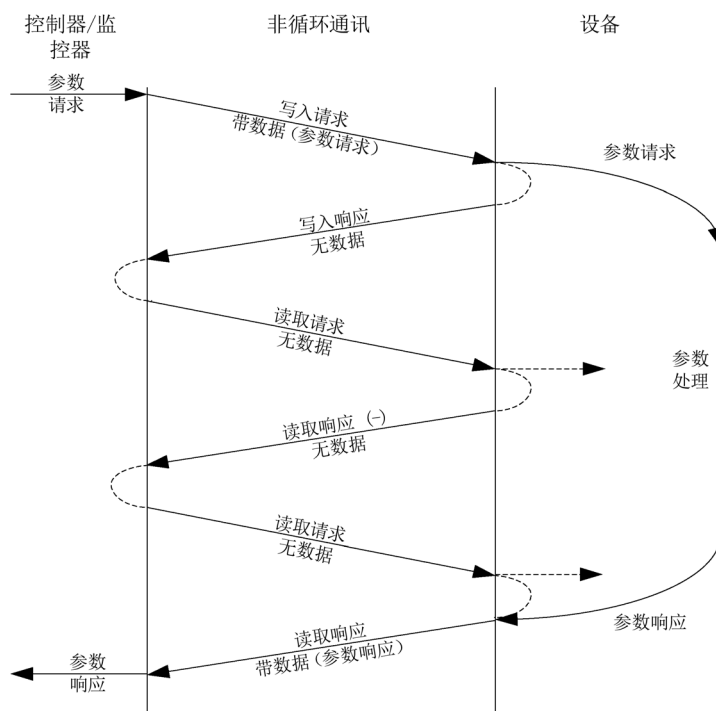 控制器/监
控器
非循环通讯
设备
参数
请求
写入请求
带数据(参数请求)
参数请求
写入响应
无数据
读取请求
无数据
参数
处理
读取响应 (-)
无数据
读取请求
无数据
参数响应
读取响应
带数据(参数响应)
参数
响应